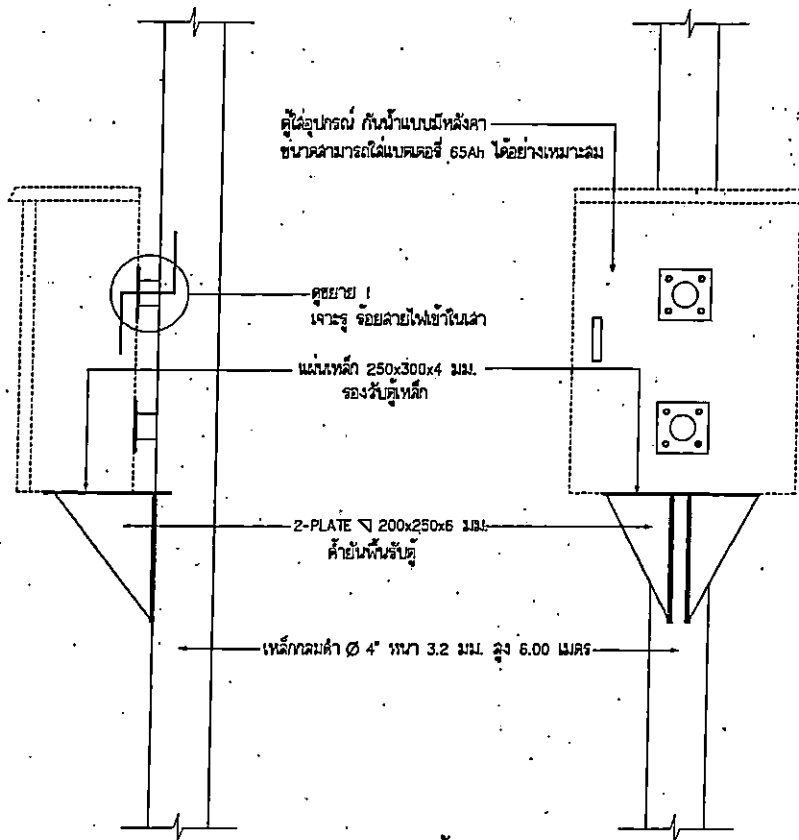 ตู้ใส่อุปกรณ์ กันน้ำแบบมีหลังคา
ขนาดสามารถใส่แบตเตอรี่ 65Ah ได้อย่างเหมาะสม
ดูขยาย 1
เจาะรู ร้อยสายไฟเข้าในเสา
แผ่นเหล็ก 250x300x4 มม.
รองรับตู้เหล็ก
2-PLATE 200x250x6 มม.
ค้ำยันพื้นรับตู้
เหล็กกลมดำ Ø 4" หนา 3.2 มม. สูง 6.00 เมตร